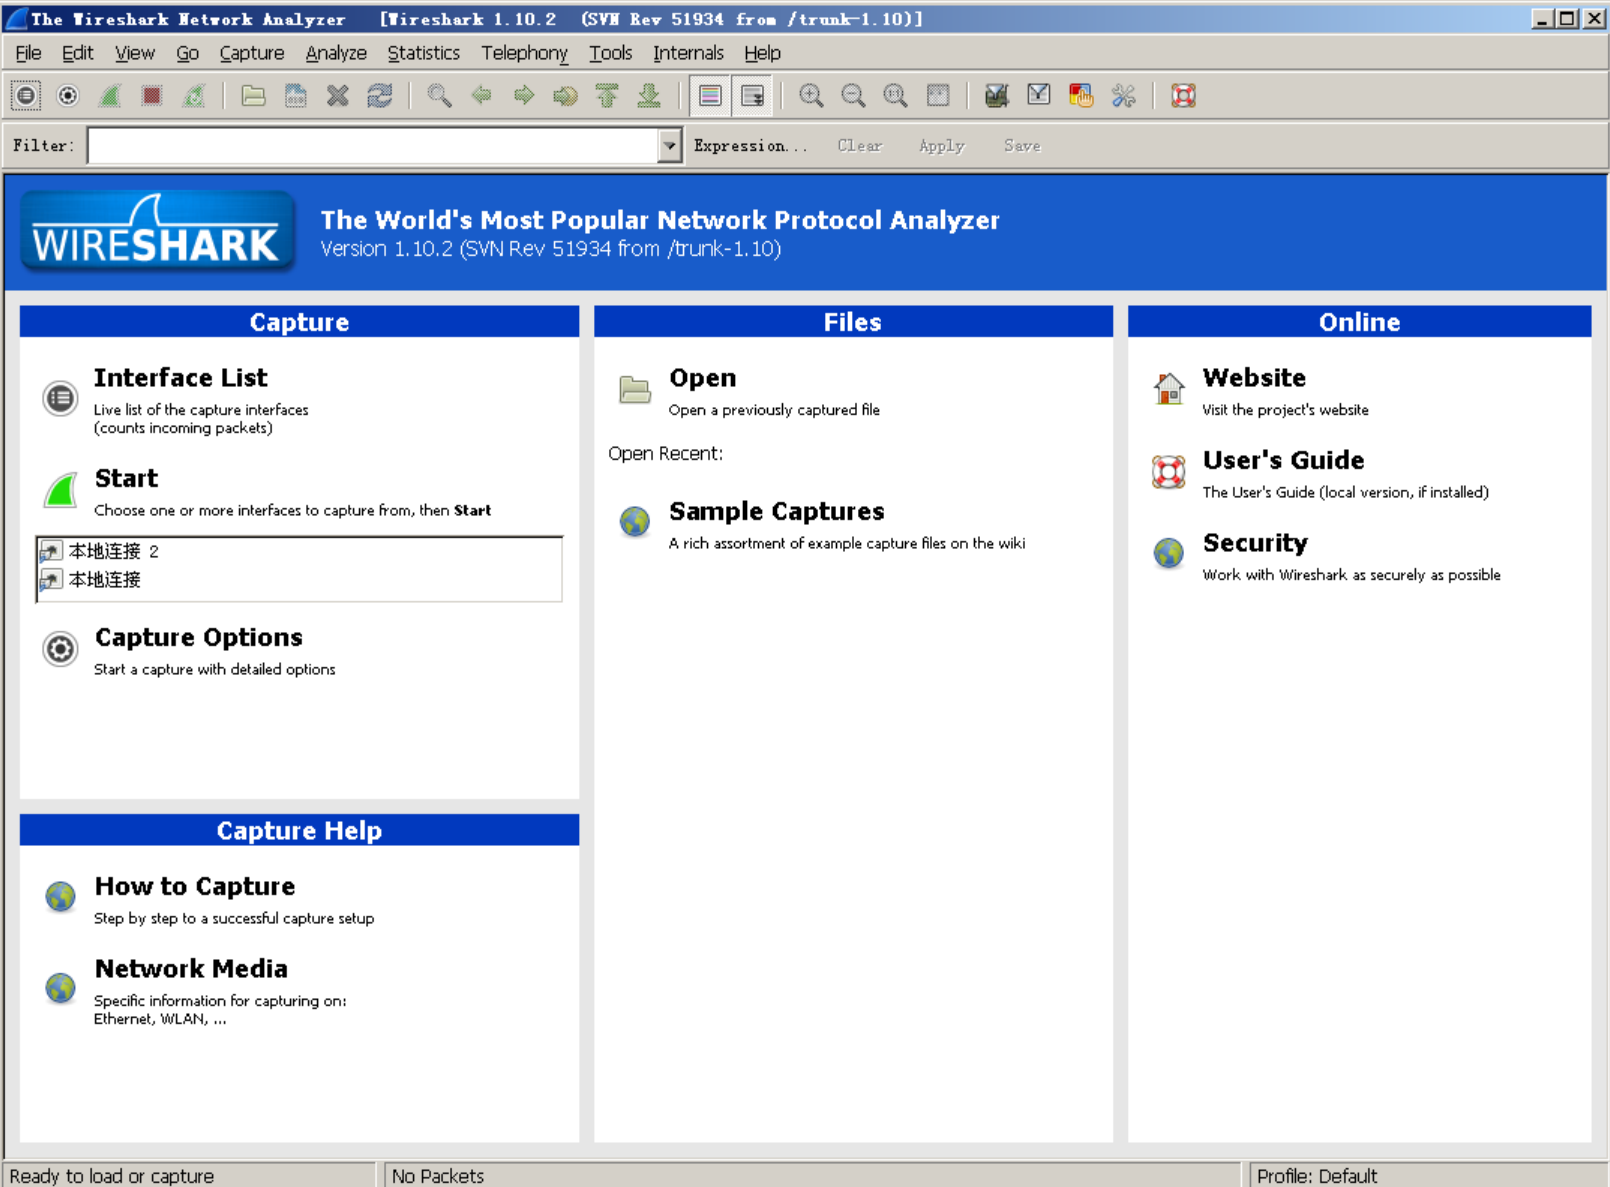 The Wireshark Network Analyzer [Wireshark 1.10.2 (SVN Rev 51934 from /trunk-1.10)]
File Edit View Go Capture Analyze Statistics Telephony Tools Internals Help
Filter: Expression... Clear Apply Save
WIRESHARK
The World's Most Popular Network Protocol Analyzer
Version 1.10.2 (SVN Rev 51934 from /trunk-1.10)
Capture
Interface List
Live list of the capture interfaces
(counts incoming packets)
Start
Choose one or more interfaces to capture from, then Start
本地连接 2
本地连接
Capture Options
Start a capture with detailed options
Capture Help
How to Capture
Step by step to a successful capture setup
Network Media
Specific information for capturing on:
Ethernet, WLAN, ...
Files
Open
Open a previously captured file
Open Recent:
Sample Captures
A rich assortment of example capture files on the wiki
Online
Website
Visit the project's website
User's Guide
The User's Guide (local version, if installed)
Security
Work with Wireshark as securely as possible
Ready to load or capture
No Packets
Profile: Default